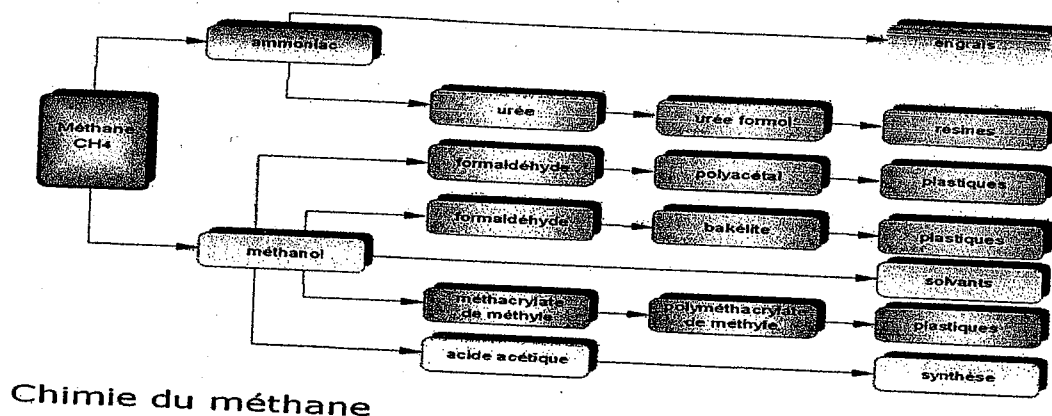 ammoniac
engrais
Méthane
CH4
urée
urée formol
résines
formaldéhyde
polyacétal
plastiques
formaldéhyde
bakélite
plastiques
méthanol
solvants
méthacrylate
de méthyle
polyméthacrylate
de méthyle
plastiques
acide acétique
synthèse
Chimie du méthane